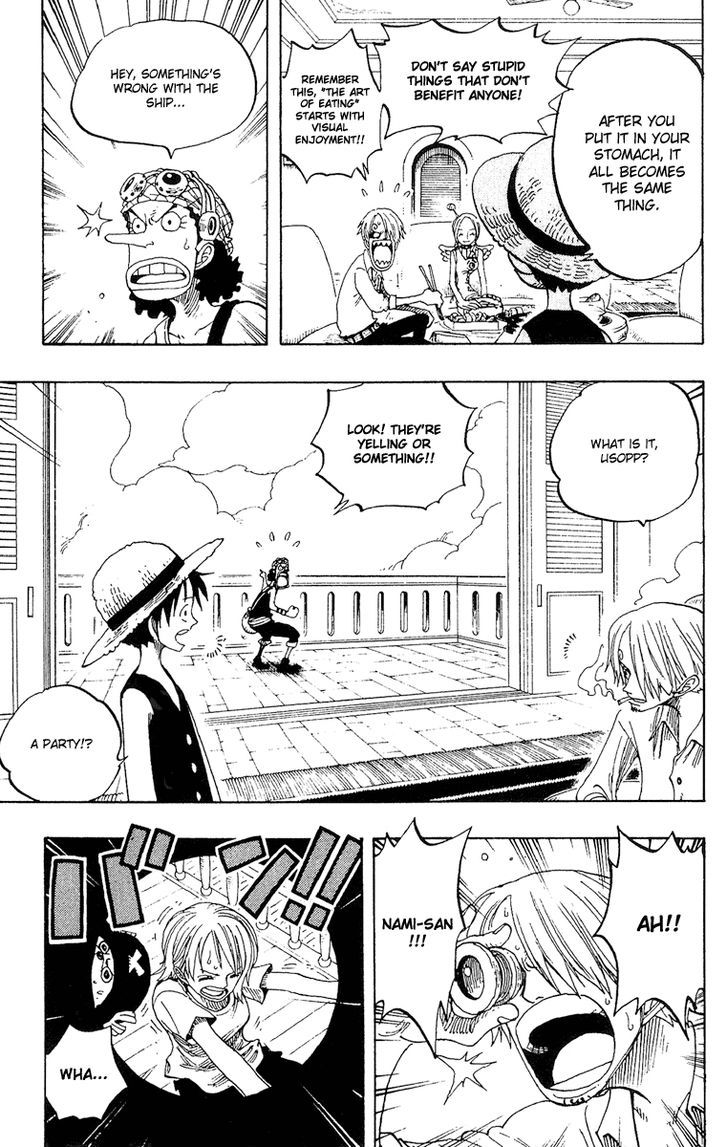 AFTER YOU
PUT IT IN YOUR
STOMACH, IT
ALL BECOMES
THE SAME
THING.
DON'T SAY STUPID
THINGS THAT DON'T
BENEFIT ANYONE!
REMEMBER
THIS, "THE ART
OF EATING"
STARTS WITH
VISUAL
ENJOYMENT!!
HEY, SOMETHING'S
WRONG WITH THE
SHIP...
WHAT IS IT,
USOPP?
LOOK! THEY'RE
YELLING OR
SOMETHING!!
A PARTY!?
AH!!
NAMI-SAN
!!!
WHA...